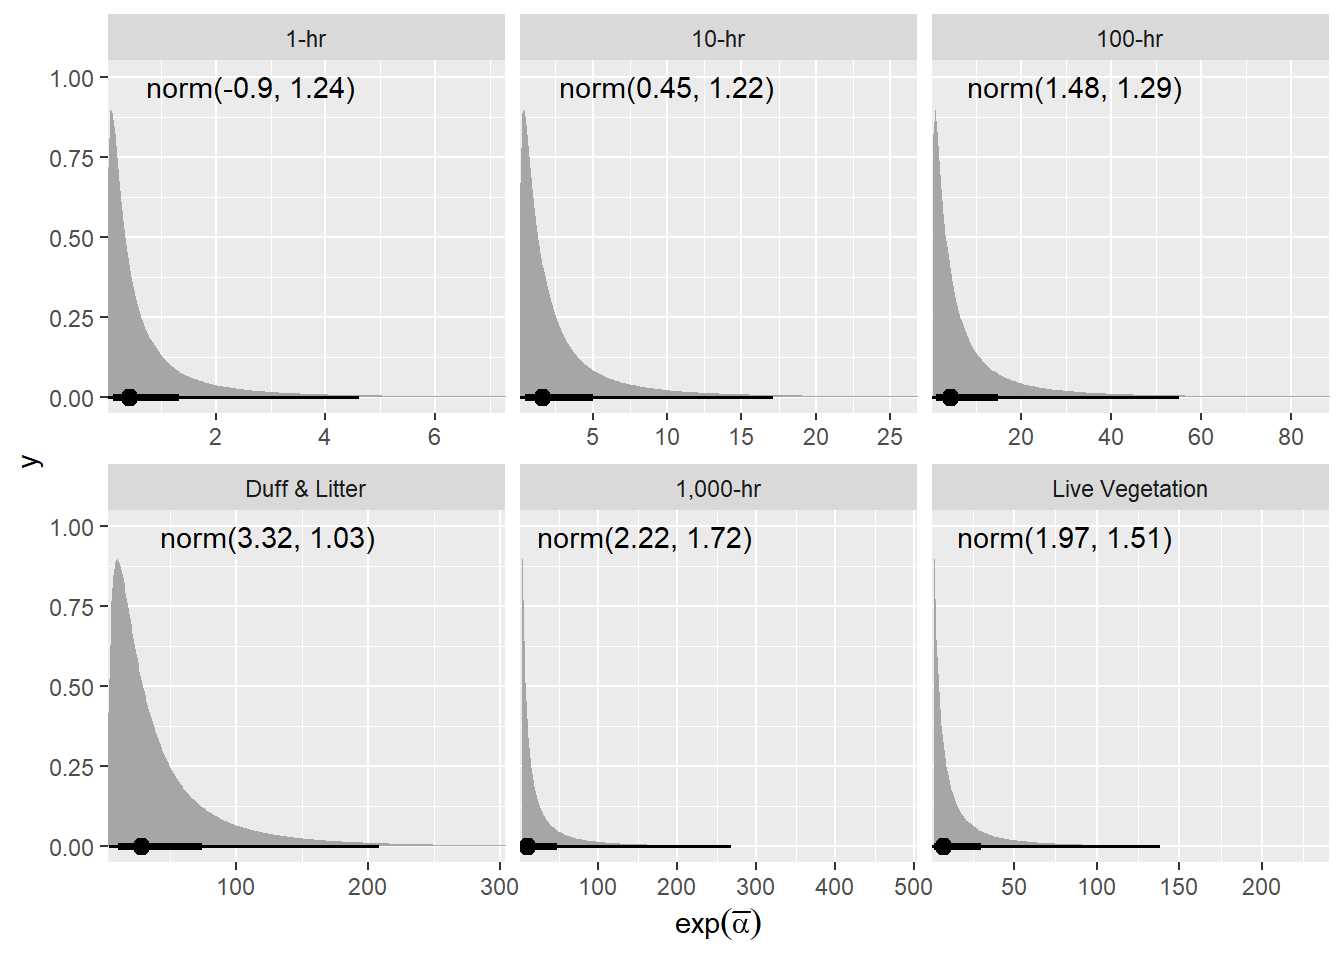 1-hr
10-hr
100-hr
norm(-0.9, 1.24)
norm(0.45, 1.22)
norm(1.48, 1.29)
1.00
0.75
0.50
0.25
0.00
2 4 6
5 10 15 20 25
20 40 60 80
y
Duff & Litter
1,000-hr
Live Vegetation
norm(3.32, 1.03)
norm(2.22, 1.72)
norm(1.97, 1.51)
1.00
0.75
0.50
0.25
0.00
100 200 300
100 200 300 400 500
50 100 150 200
exp(α̅)